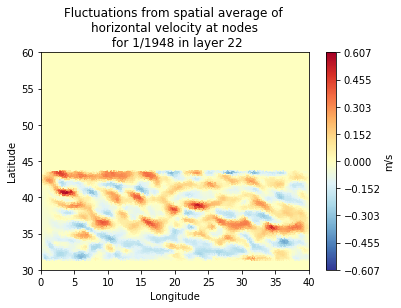 Fluctuations from spatial average of
horizontal velocity at nodes
for 1/1948 in layer 22
60
55
50
45
40
35
30
Latitude
0 5 10 15 20 25 30 35 40
Longitude
0.607
0.455
0.303
0.152
0.000
−0.152
−0.303
−0.455
−0.607
m/s